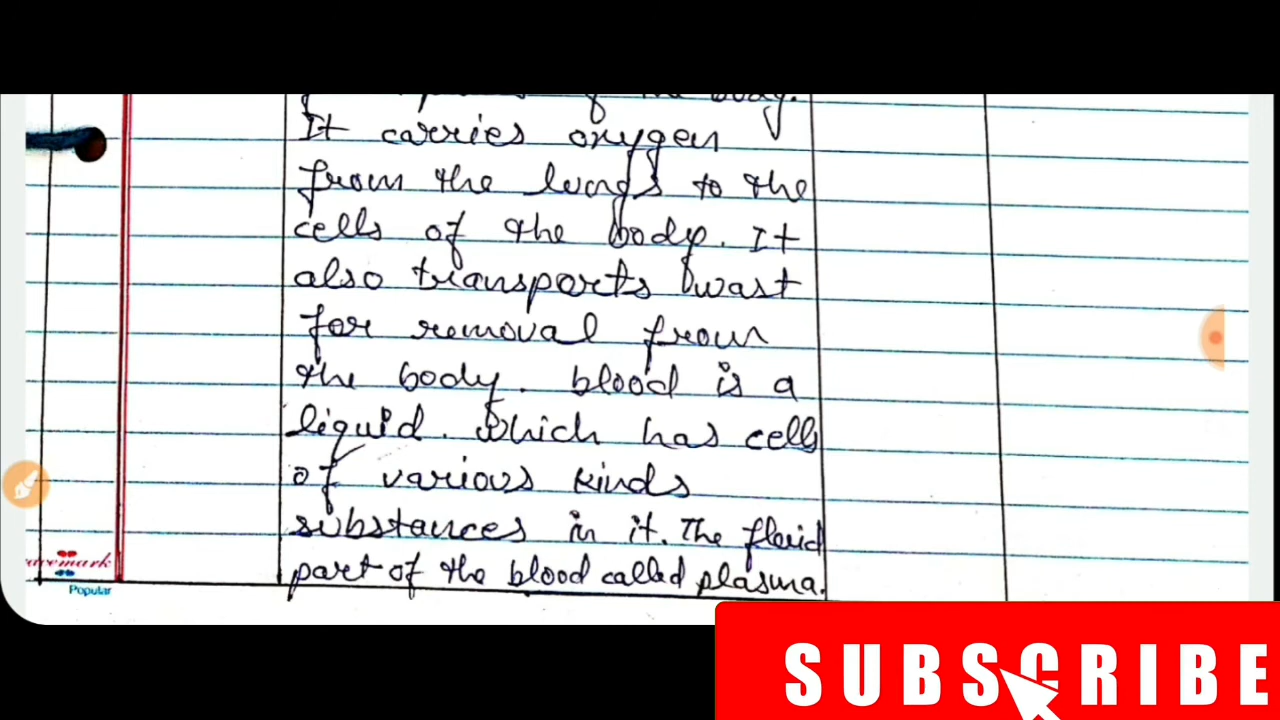 the body.
It carries oxygen
from the lungs to the
cells of the body. It
also transports wast
for removal from
the body. blood is a
liquid. Which has cells
of various kinds
substances in it. The fluid
part of the blood called plasma.
Popular
SUBSCRIBE